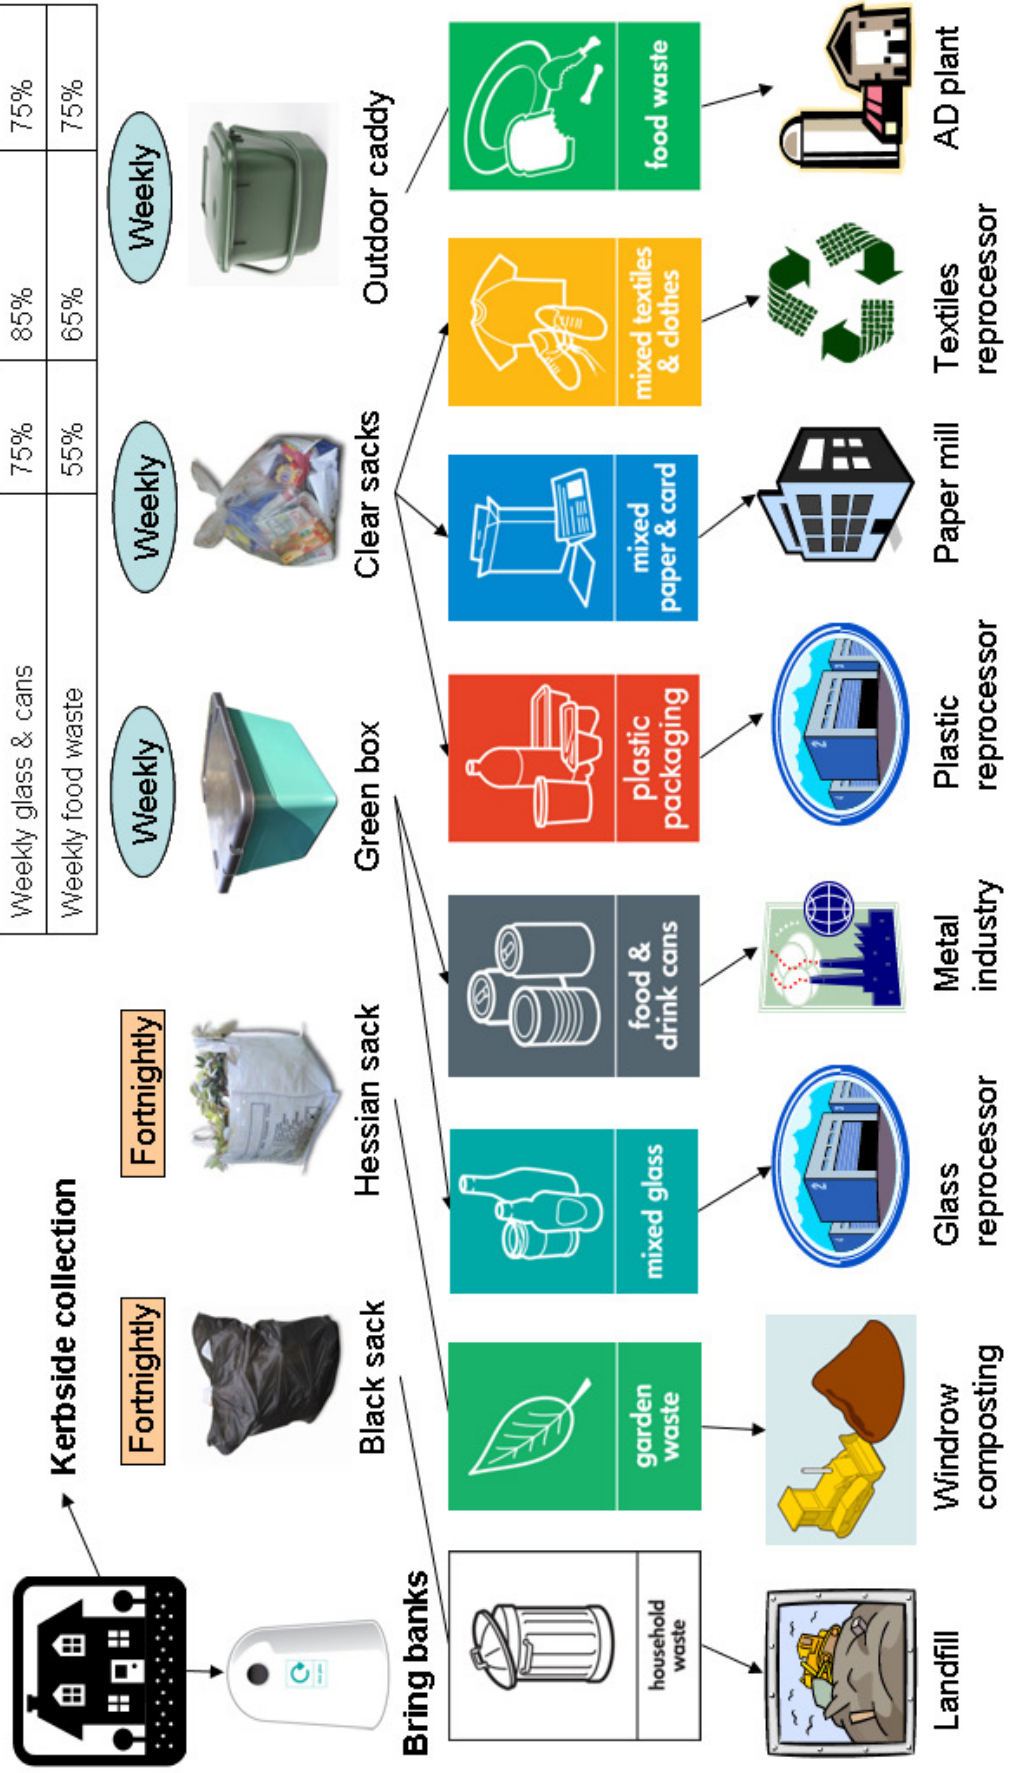 Weekly glass & cans 75% 85% 75%
Weekly food waste 55% 65% 75%
Kerbside collection
Fortnightly
Fortnightly
Weekly
Weekly
Weekly
Black sack
Hessian sack
Green box
Clear sacks
Outdoor caddy
Bring banks
household
waste
garden
waste
mixed glass
food &
drink cans
plastic
packaging
mixed
paper & card
mixed textiles
& clothes
food waste
Landfill
Windrow
composting
Glass
reprocessor
Metal
industry
Plastic
reprocessor
Paper mill
Textiles
reprocessor
AD plant